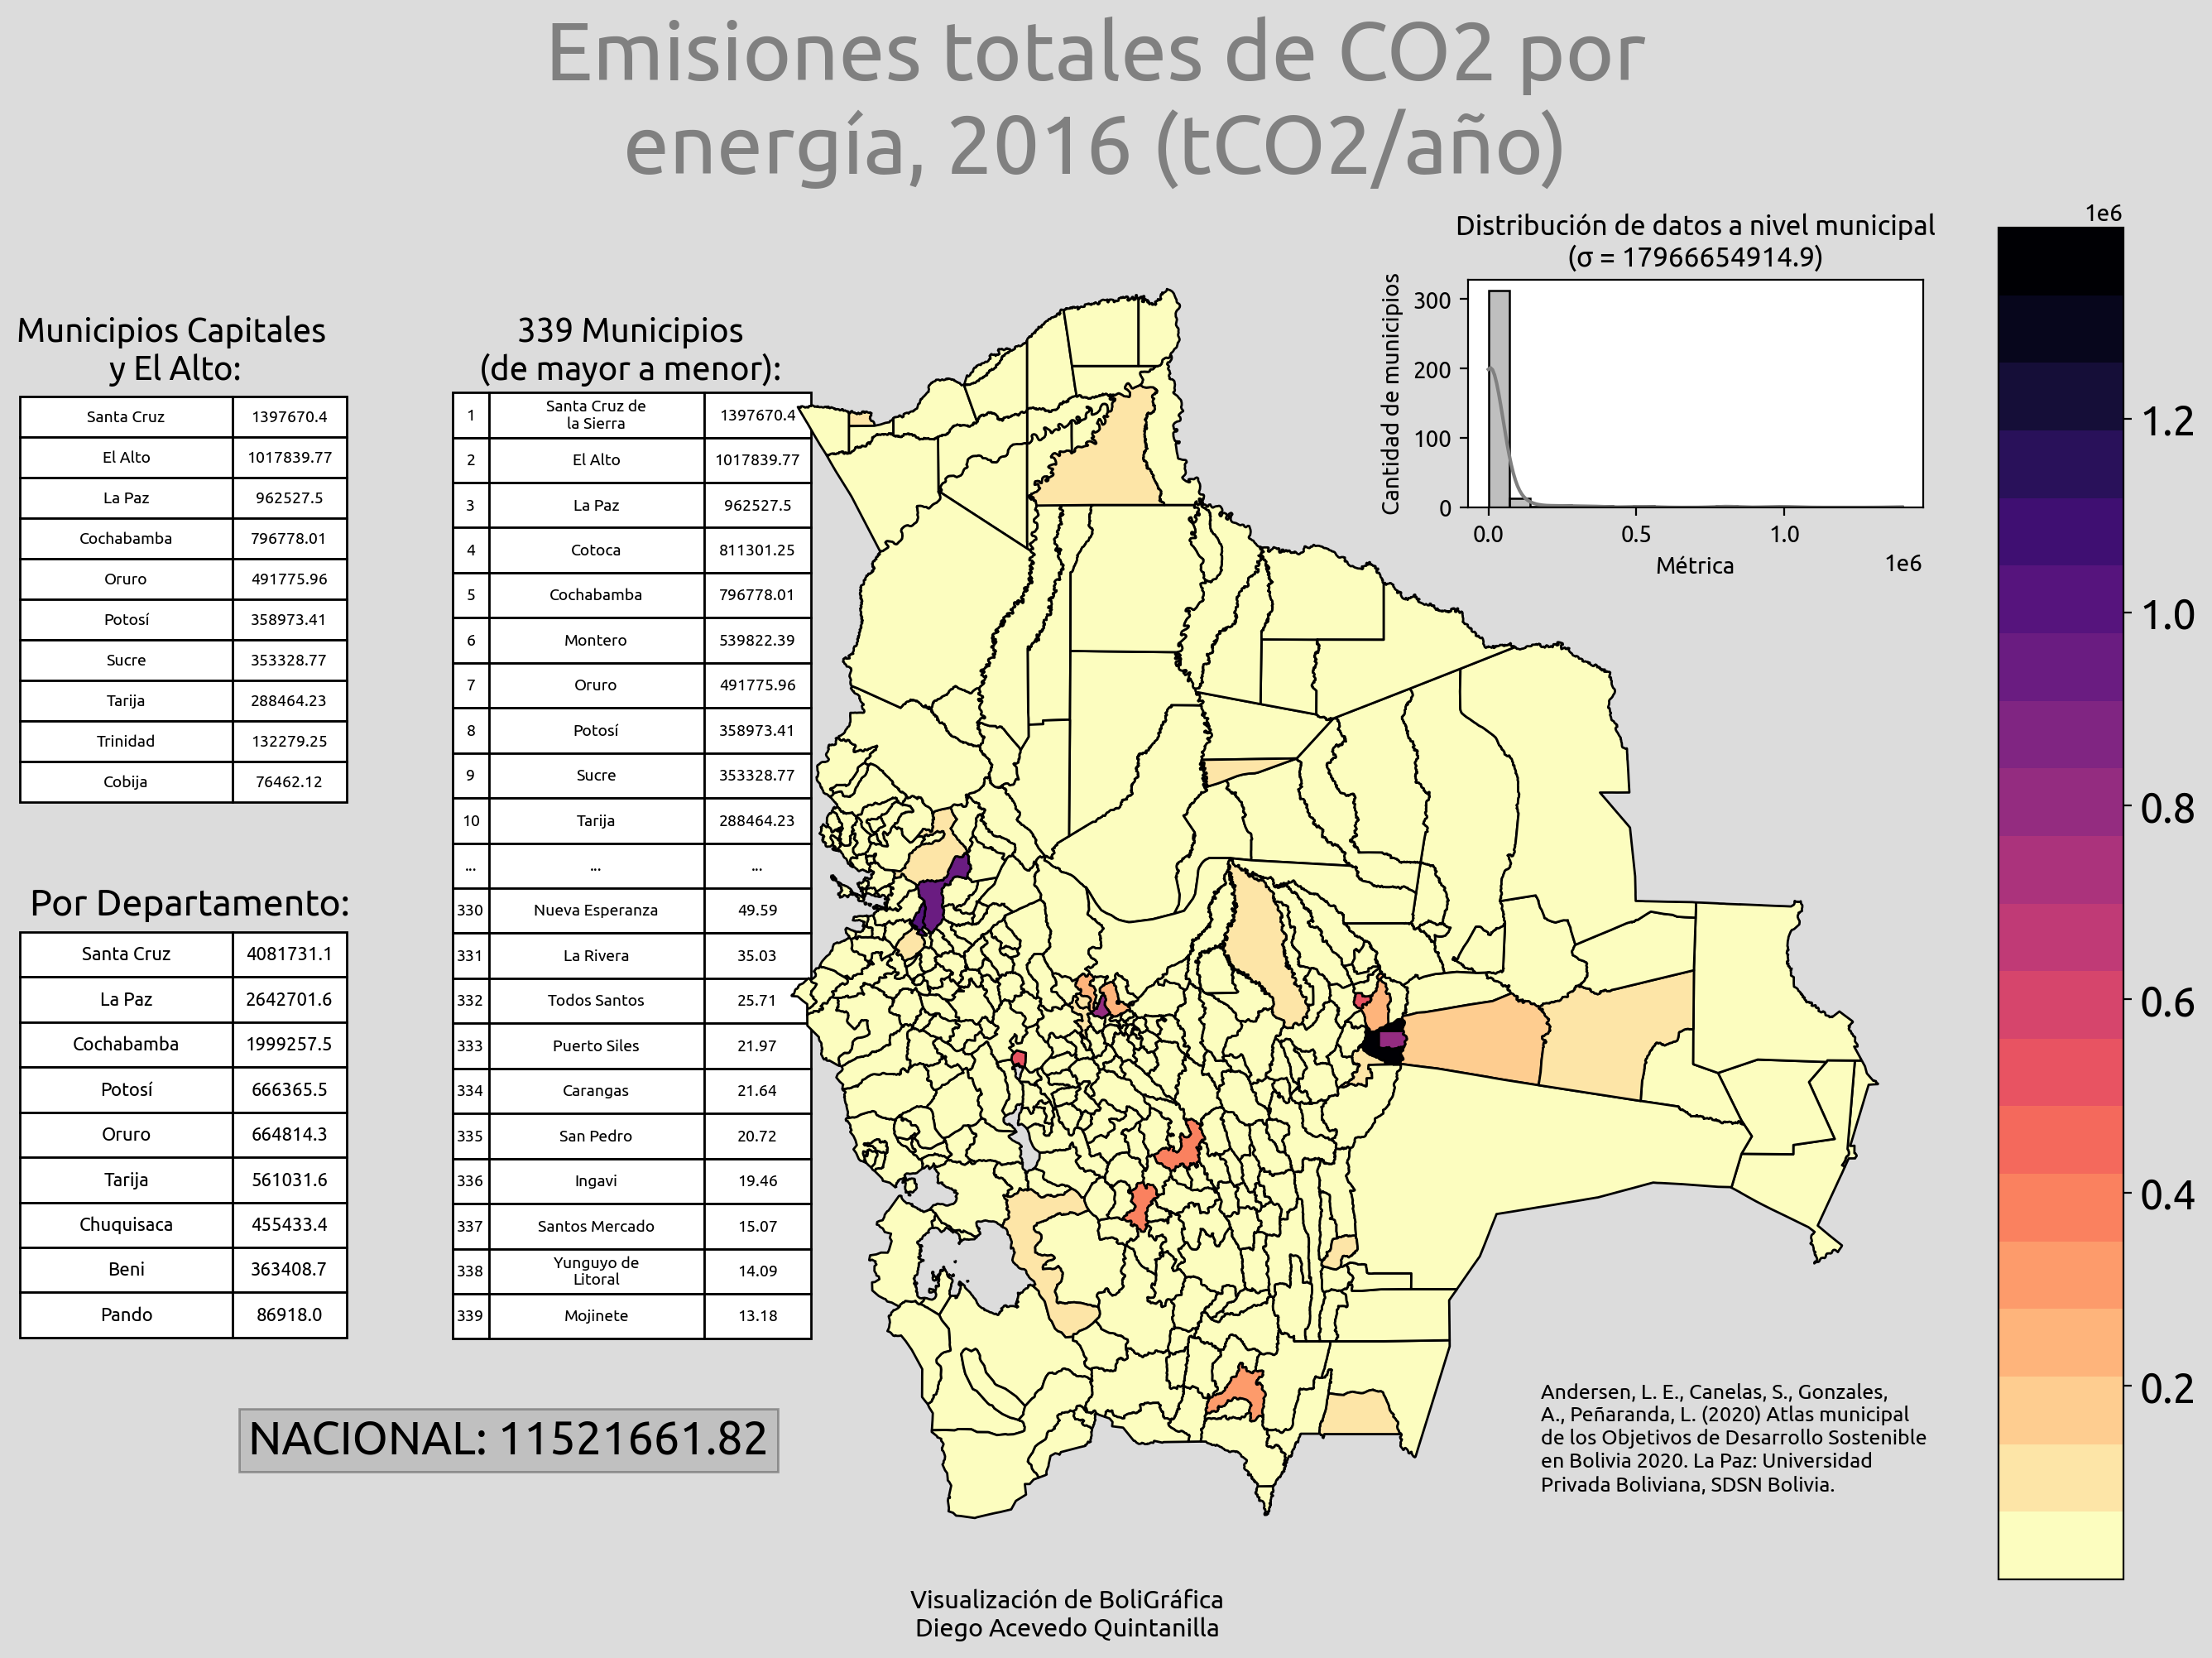 Emisiones totales de CO2 por
energía, 2016 (tCO2/año)
Municipios Capitales
y El Alto:
Santa Cruz 1397670.4
El Alto 1017839.77
La Paz 962527.5
Cochabamba 796778.01
Oruro 491775.96
Potosí 358973.41
Sucre 353328.77
Tarija 288464.23
Trinidad 132279.25
Cobija 76462.12
Por Departamento:
Santa Cruz 4081731.1
La Paz 2642701.6
Cochabamba 1999257.5
Potosí 666365.5
Oruro 664814.3
Tarija 561031.6
Chuquisaca 455433.4
Beni 363408.7
Pando 86918.0
NACIONAL: 11521661.82
339 Municipios
(de mayor a menor):
1 Santa Cruz de
la Sierra 1397670.4
2 El Alto 1017839.77
3 La Paz 962527.5
4 Cotoca 811301.25
5 Cochabamba 796778.01
6 Montero 539822.39
7 Oruro 491775.96
8 Potosí 358973.41
9 Sucre 353328.77
10 Tarija 288464.23
... ... ...
330 Nueva Esperanza 49.59
331 La Rivera 35.03
332 Todos Santos 25.71
333 Puerto Siles 21.97
334 Carangas 21.64
335 San Pedro 20.72
336 Ingavi 19.46
337 Santos Mercado 15.07
338 Yunguyo de
Litoral 14.09
339 Mojinete 13.18
Distribución de datos a nivel municipal
(σ = 17966654914.9)
Cantidad de municipios
300
200
100
0
0.0 0.5 1.0
Métrica 1e6
1e6
1.2
1.0
0.8
0.6
0.4
0.2
Andersen, L. E., Canelas, S., Gonzales,
A., Peñaranda, L. (2020) Atlas municipal
de los Objetivos de Desarrollo Sostenible
en Bolivia 2020. La Paz: Universidad
Privada Boliviana, SDSN Bolivia.
Visualización de BoliGráfica
Diego Acevedo Quintanilla